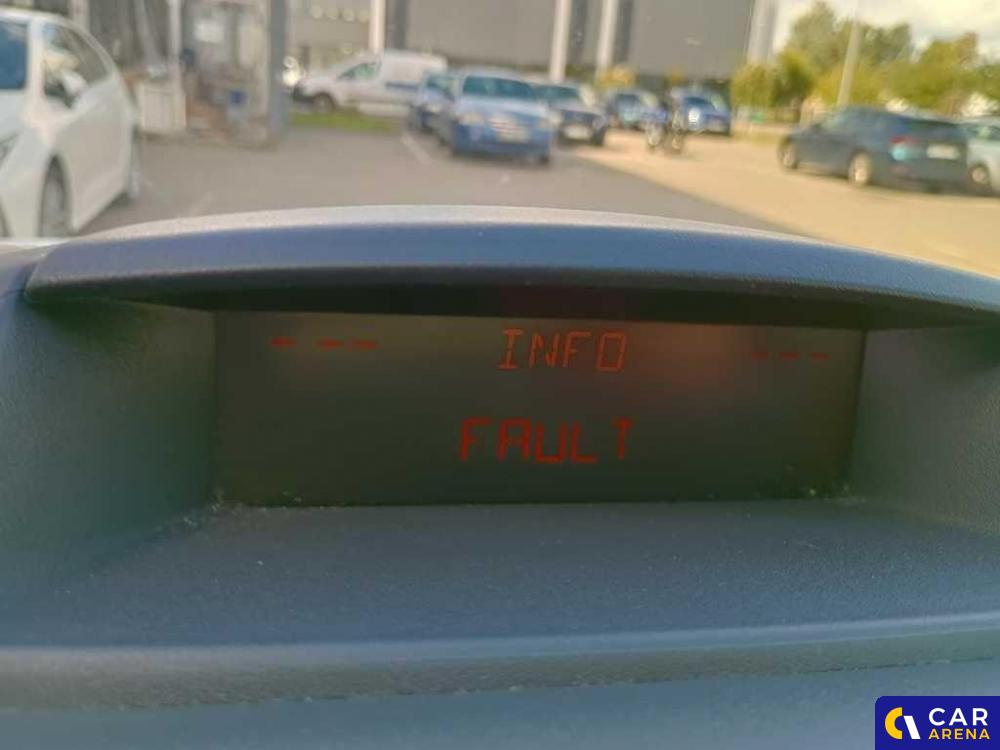 -- --- INFO ---
FAULT
CAR
ARENA